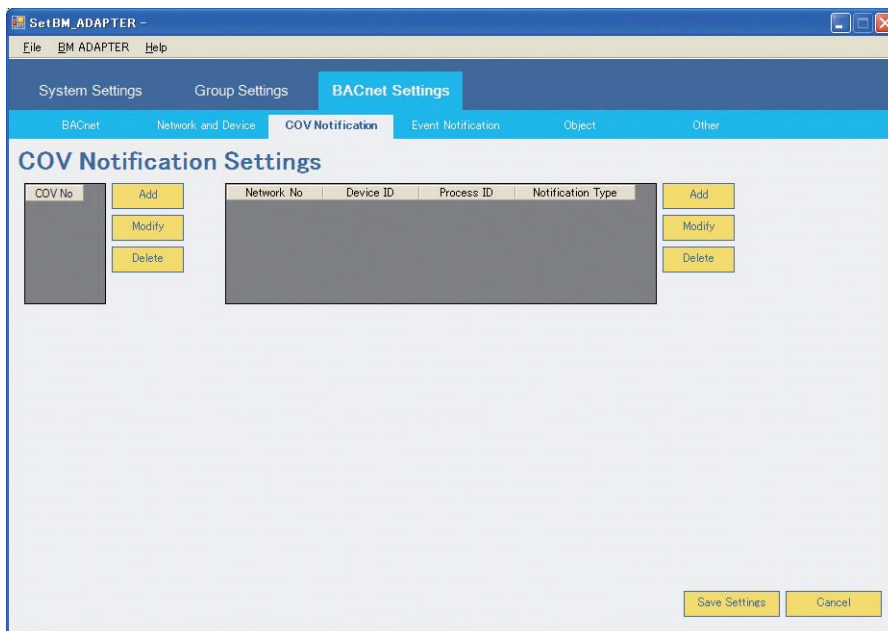 SetBM_ADAPTER -
File BM ADAPTER Help
System Settings Group Settings BACnet Settings
BACnet Network and Device COV Notification Event Notification Object Other
COV Notification Settings
COV No Add Network No Device ID Process ID Notification Type Add
Modify Modify
Delete Delete
Save Settings Cancel